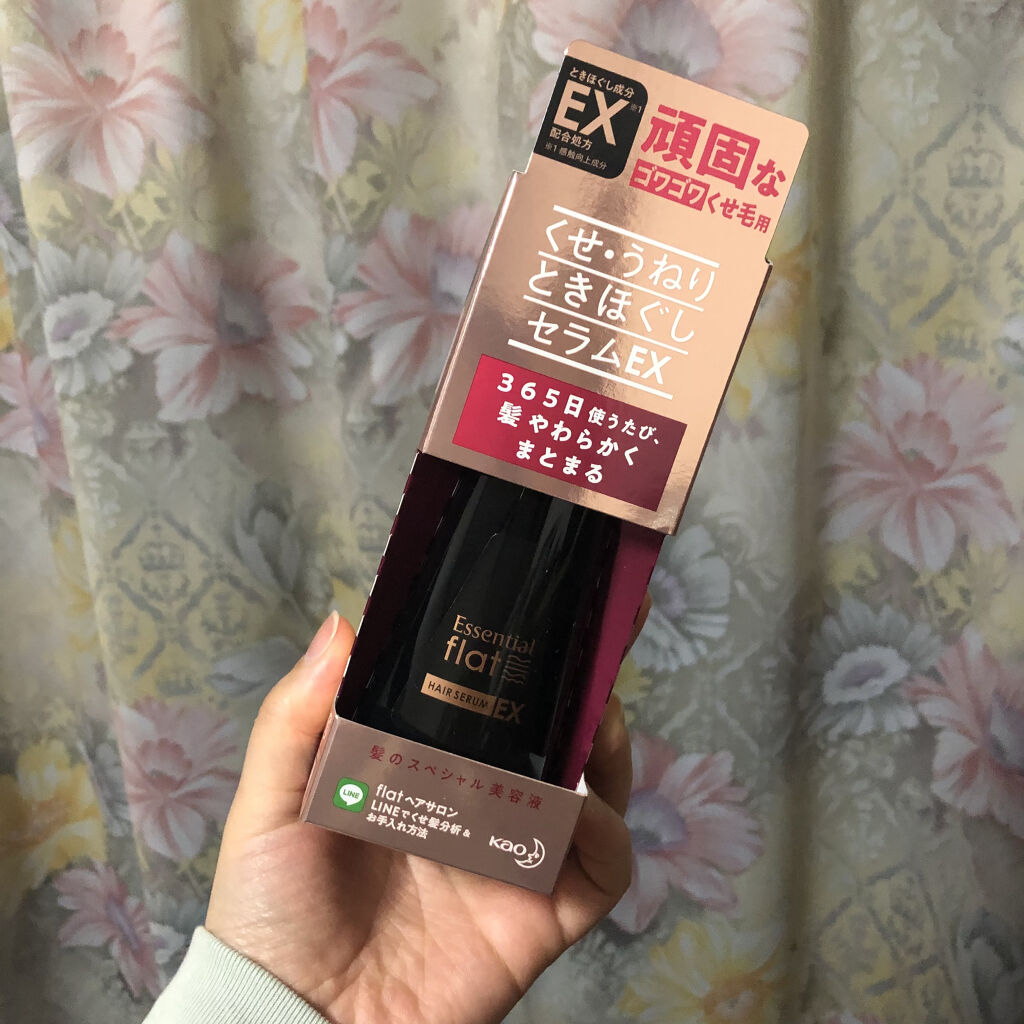 ときほぐし成分
EX※1
配合処方
※1 感触向上成分
頑固な
ゴワゴワくせ毛用
くせ・うねり
ときほぐし
セラムEX
365日使うたび、
髪やわらかく
まとまる
Essential
flat
HAIR SERUM EX
髪のスペシャル美容液
LINE
flatヘアサロン
LINEでくせ髪分析&
お手入れ方法
Kao